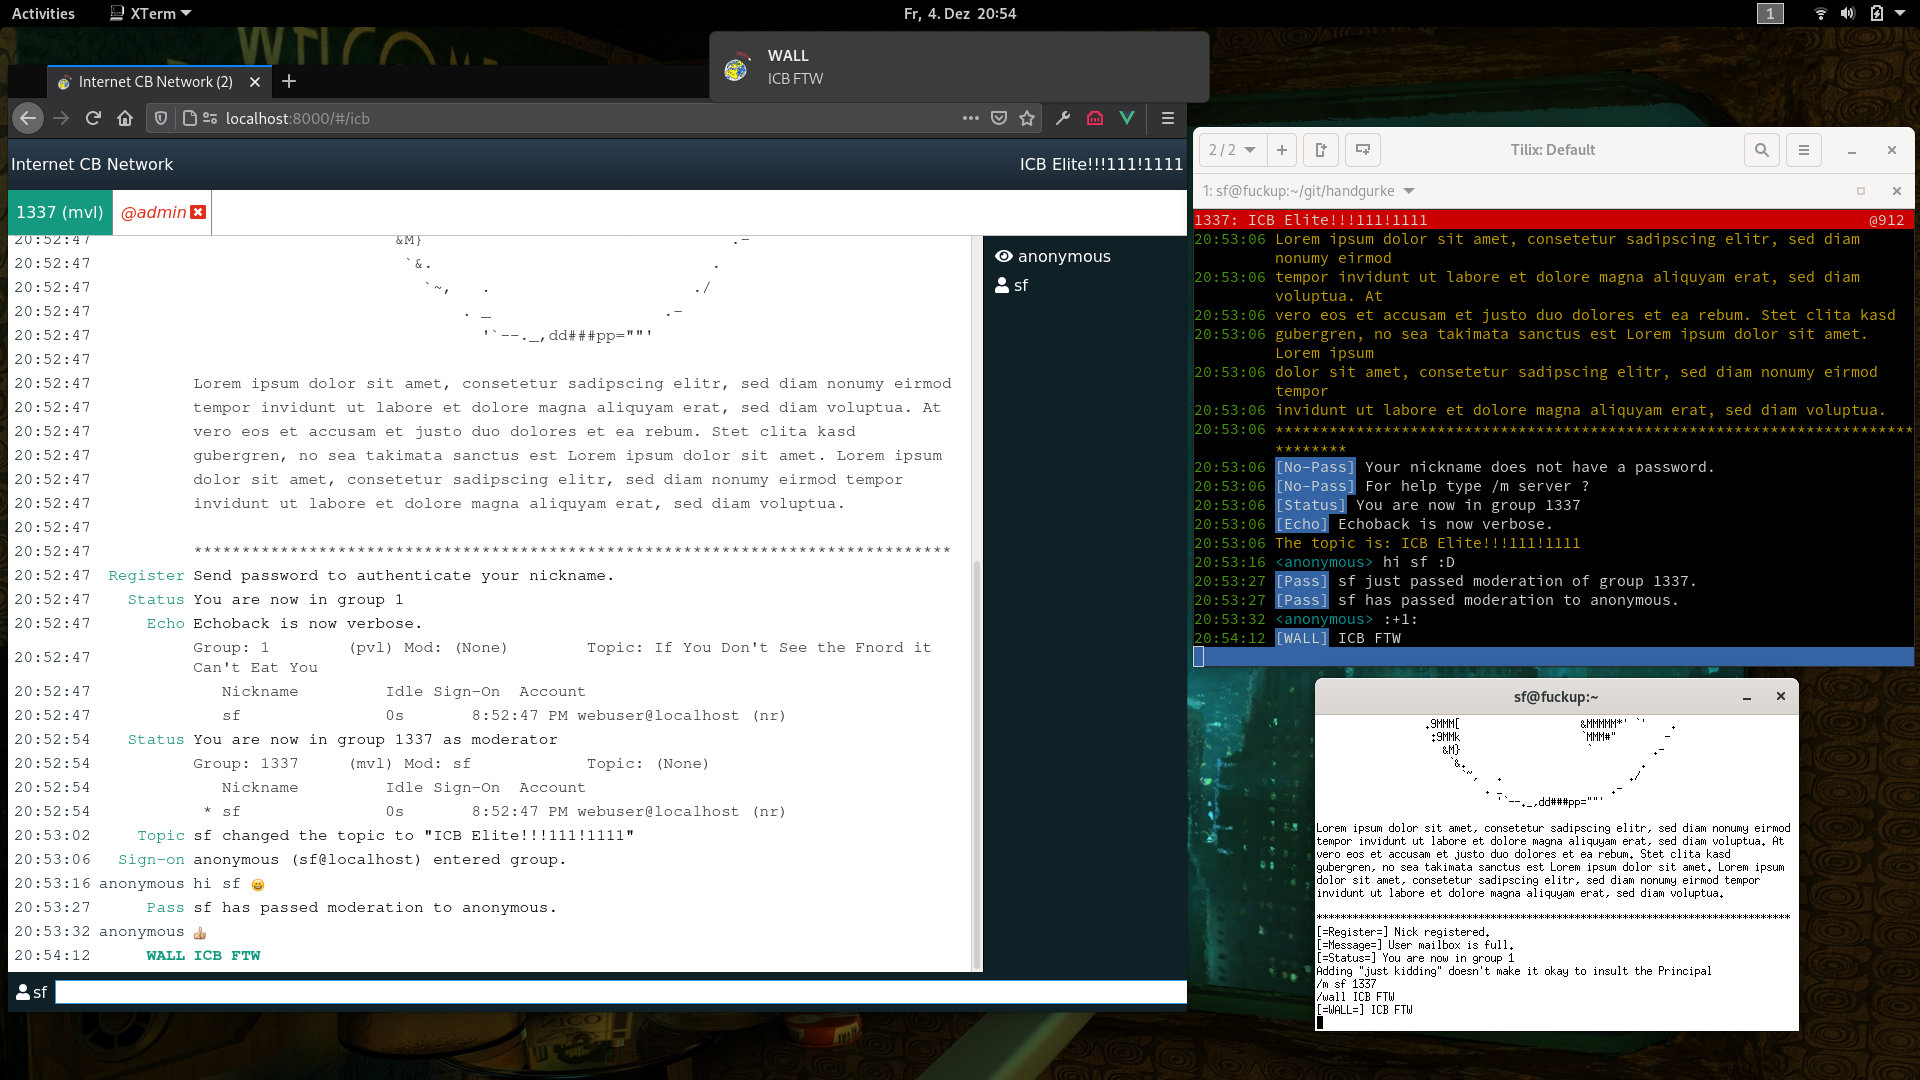 Activities
XTerm
Fr, 4. Dez 20:54
1
WALL
ICB FTW
Internet CB Network (2)
localhost:8000/#/icb
Internet CB Network
ICB Elite!!!111!1111
1337 (mvl)
@admin
20:52:47 &M} .-
20:52:47 `&. .
20:52:47 `~, . ./
20:52:47 . _ .-
20:52:47 '`--._,dd###pp=""'
20:52:47
20:52:47 Lorem ipsum dolor sit amet, consetetur sadipscing elitr, sed diam nonumy eirmod
20:52:47 tempor invidunt ut labore et dolore magna aliquyam erat, sed diam voluptua. At
20:52:47 vero eos et accusam et justo duo dolores et ea rebum. Stet clita kasd
20:52:47 gubergren, no sea takimata sanctus est Lorem ipsum dolor sit amet. Lorem ipsum
20:52:47 dolor sit amet, consetetur sadipscing elitr, sed diam nonumy eirmod tempor
20:52:47 invidunt ut labore et dolore magna aliquyam erat, sed diam voluptua.
20:52:47
20:52:47 *******************************************************************************
20:52:47 Register Send password to authenticate your nickname.
20:52:47 Status You are now in group 1
20:52:47 Echo Echoback is now verbose.
20:52:47 Group: 1 (pvl) Mod: (None) Topic: If You Don't See the Fnord it
Can't Eat You
20:52:47 Nickname Idle Sign-On Account
20:52:47 sf 0s 8:52:47 PM webuser@localhost (nr)
20:52:54 Status You are now in group 1337 as moderator
20:52:54 Group: 1337 (mvl) Mod: sf Topic: (None)
20:52:54 Nickname Idle Sign-On Account
20:52:54 * sf 0s 8:52:47 PM webuser@localhost (nr)
20:53:02 Topic sf changed the topic to "ICB Elite!!!111!1111"
20:53:06 Sign-on anonymous (sf@localhost) entered group.
20:53:16 anonymous hi sf 😀
20:53:27 Pass sf has passed moderation to anonymous.
20:53:32 anonymous 👍
20:54:12 WALL ICB FTW
sf
anonymous
sf
2 / 2
Tilix: Default
1: sf@fuckup:~/git/handgurke
1337: ICB Elite!!!111!1111 @912
20:53:06 Lorem ipsum dolor sit amet, consetetur sadipscing elitr, sed diam
nonumy eirmod
20:53:06 tempor invidunt ut labore et dolore magna aliquyam erat, sed diam
voluptua. At
20:53:06 vero eos et accusam et justo duo dolores et ea rebum. Stet clita kasd
20:53:06 gubergren, no sea takimata sanctus est Lorem ipsum dolor sit amet.
Lorem ipsum
20:53:06 dolor sit amet, consetetur sadipscing elitr, sed diam nonumy eirmod
tempor
20:53:06 invidunt ut labore et dolore magna aliquyam erat, sed diam voluptua.
20:53:06 ***********************************************************************
********
20:53:06 [No-Pass] Your nickname does not have a password.
20:53:06 [No-Pass] For help type /m server ?
20:53:06 [Status] You are now in group 1337
20:53:06 [Echo] Echoback is now verbose.
20:53:06 The topic is: ICB Elite!!!111!1111
20:53:16 <anonymous> hi sf :D
20:53:27 [Pass] sf just passed moderation of group 1337.
20:53:27 [Pass] sf has passed moderation to anonymous.
20:53:32 <anonymous> :+1:
20:54:12 [WALL] ICB FTW
sf@fuckup:~
.9MMM[ &MMMMM*' `' .
:9MMk `MMM#" -
&M} ` .-
`&. .
`~, . ./
. _ .-
'`--._,dd###pp=""'
Lorem ipsum dolor sit amet, consetetur sadipscing elitr, sed diam nonumy eirmod
tempor invidunt ut labore et dolore magna aliquyam erat, sed diam voluptua. At
vero eos et accusam et justo duo dolores et ea rebum. Stet clita kasd
gubergren, no sea takimata sanctus est Lorem ipsum dolor sit amet. Lorem ipsum
dolor sit amet, consetetur sadipscing elitr, sed diam nonumy eirmod tempor
invidunt ut labore et dolore magna aliquyam erat, sed diam voluptua.
*******************************************************************************
[=Register=] Nick registered.
[=Message=] User mailbox is full.
[=Status=] You are now in group 1
Adding "just kidding" doesn't make it okay to insult the Principal
/m sf 1337
/wall ICB FTW
[=WALL=] ICB FTW